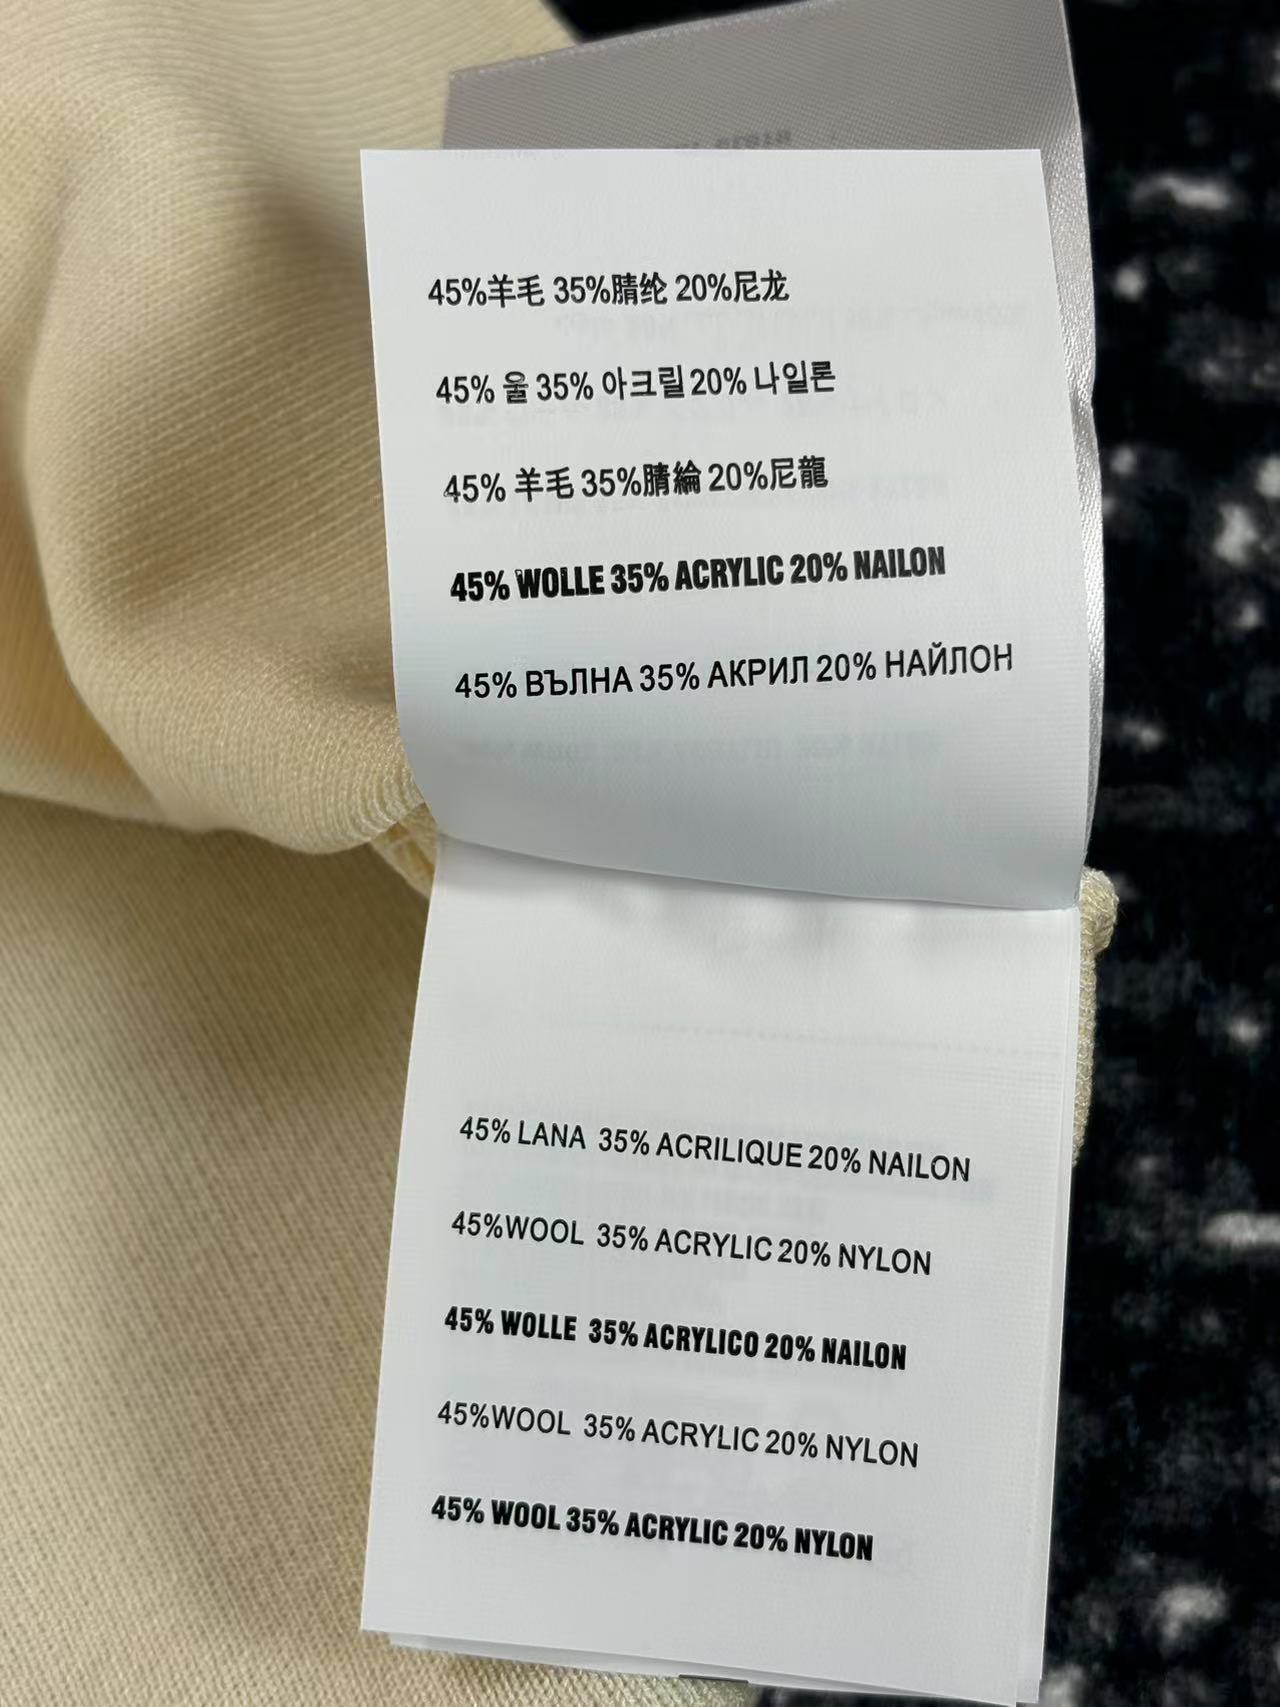 45%羊毛 35%腈纶 20%尼龙
45% 울 35% 아크릴 20% 나일론
45% 羊毛 35%腈綸 20%尼龍
45% WOLLE 35% ACRYLIC 20% NAILON
45% ВЪЛНА 35% АКРИЛ 20% НАЙЛОН
45% LANA 35% ACRILIQUE 20% NAILON
45%WOOL 35% ACRYLIC 20% NYLON
45% WOLLE 35% ACRYLICO 20% NAILON
45%WOOL 35% ACRYLIC 20% NYLON
45% WOOL 35% ACRYLIC 20% NYLON